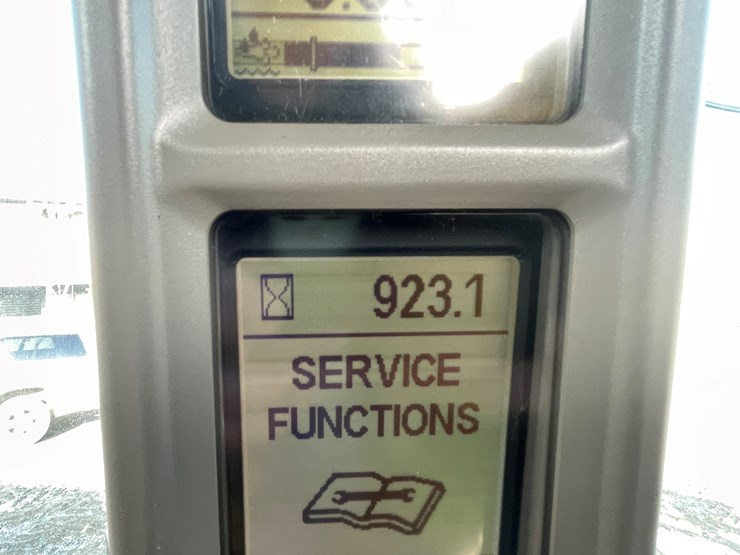 923.1
SERVICE
FUNCTIONS